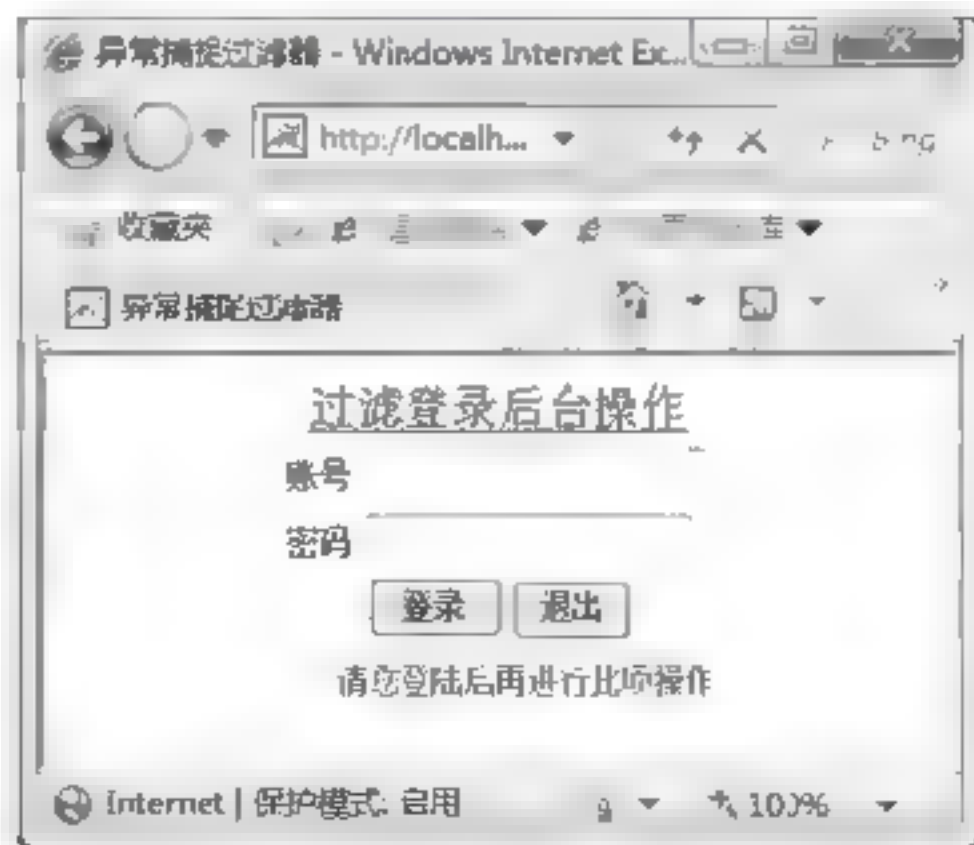 异常捕捉过滤器 - Windows Internet Ex...
http://localh...
收藏夹
异常捕捉过滤器
过滤登录后台操作
账号
密码
登录 退出
请您登陆后再进行此项操作
Internet | 保护模式: 启用 100%